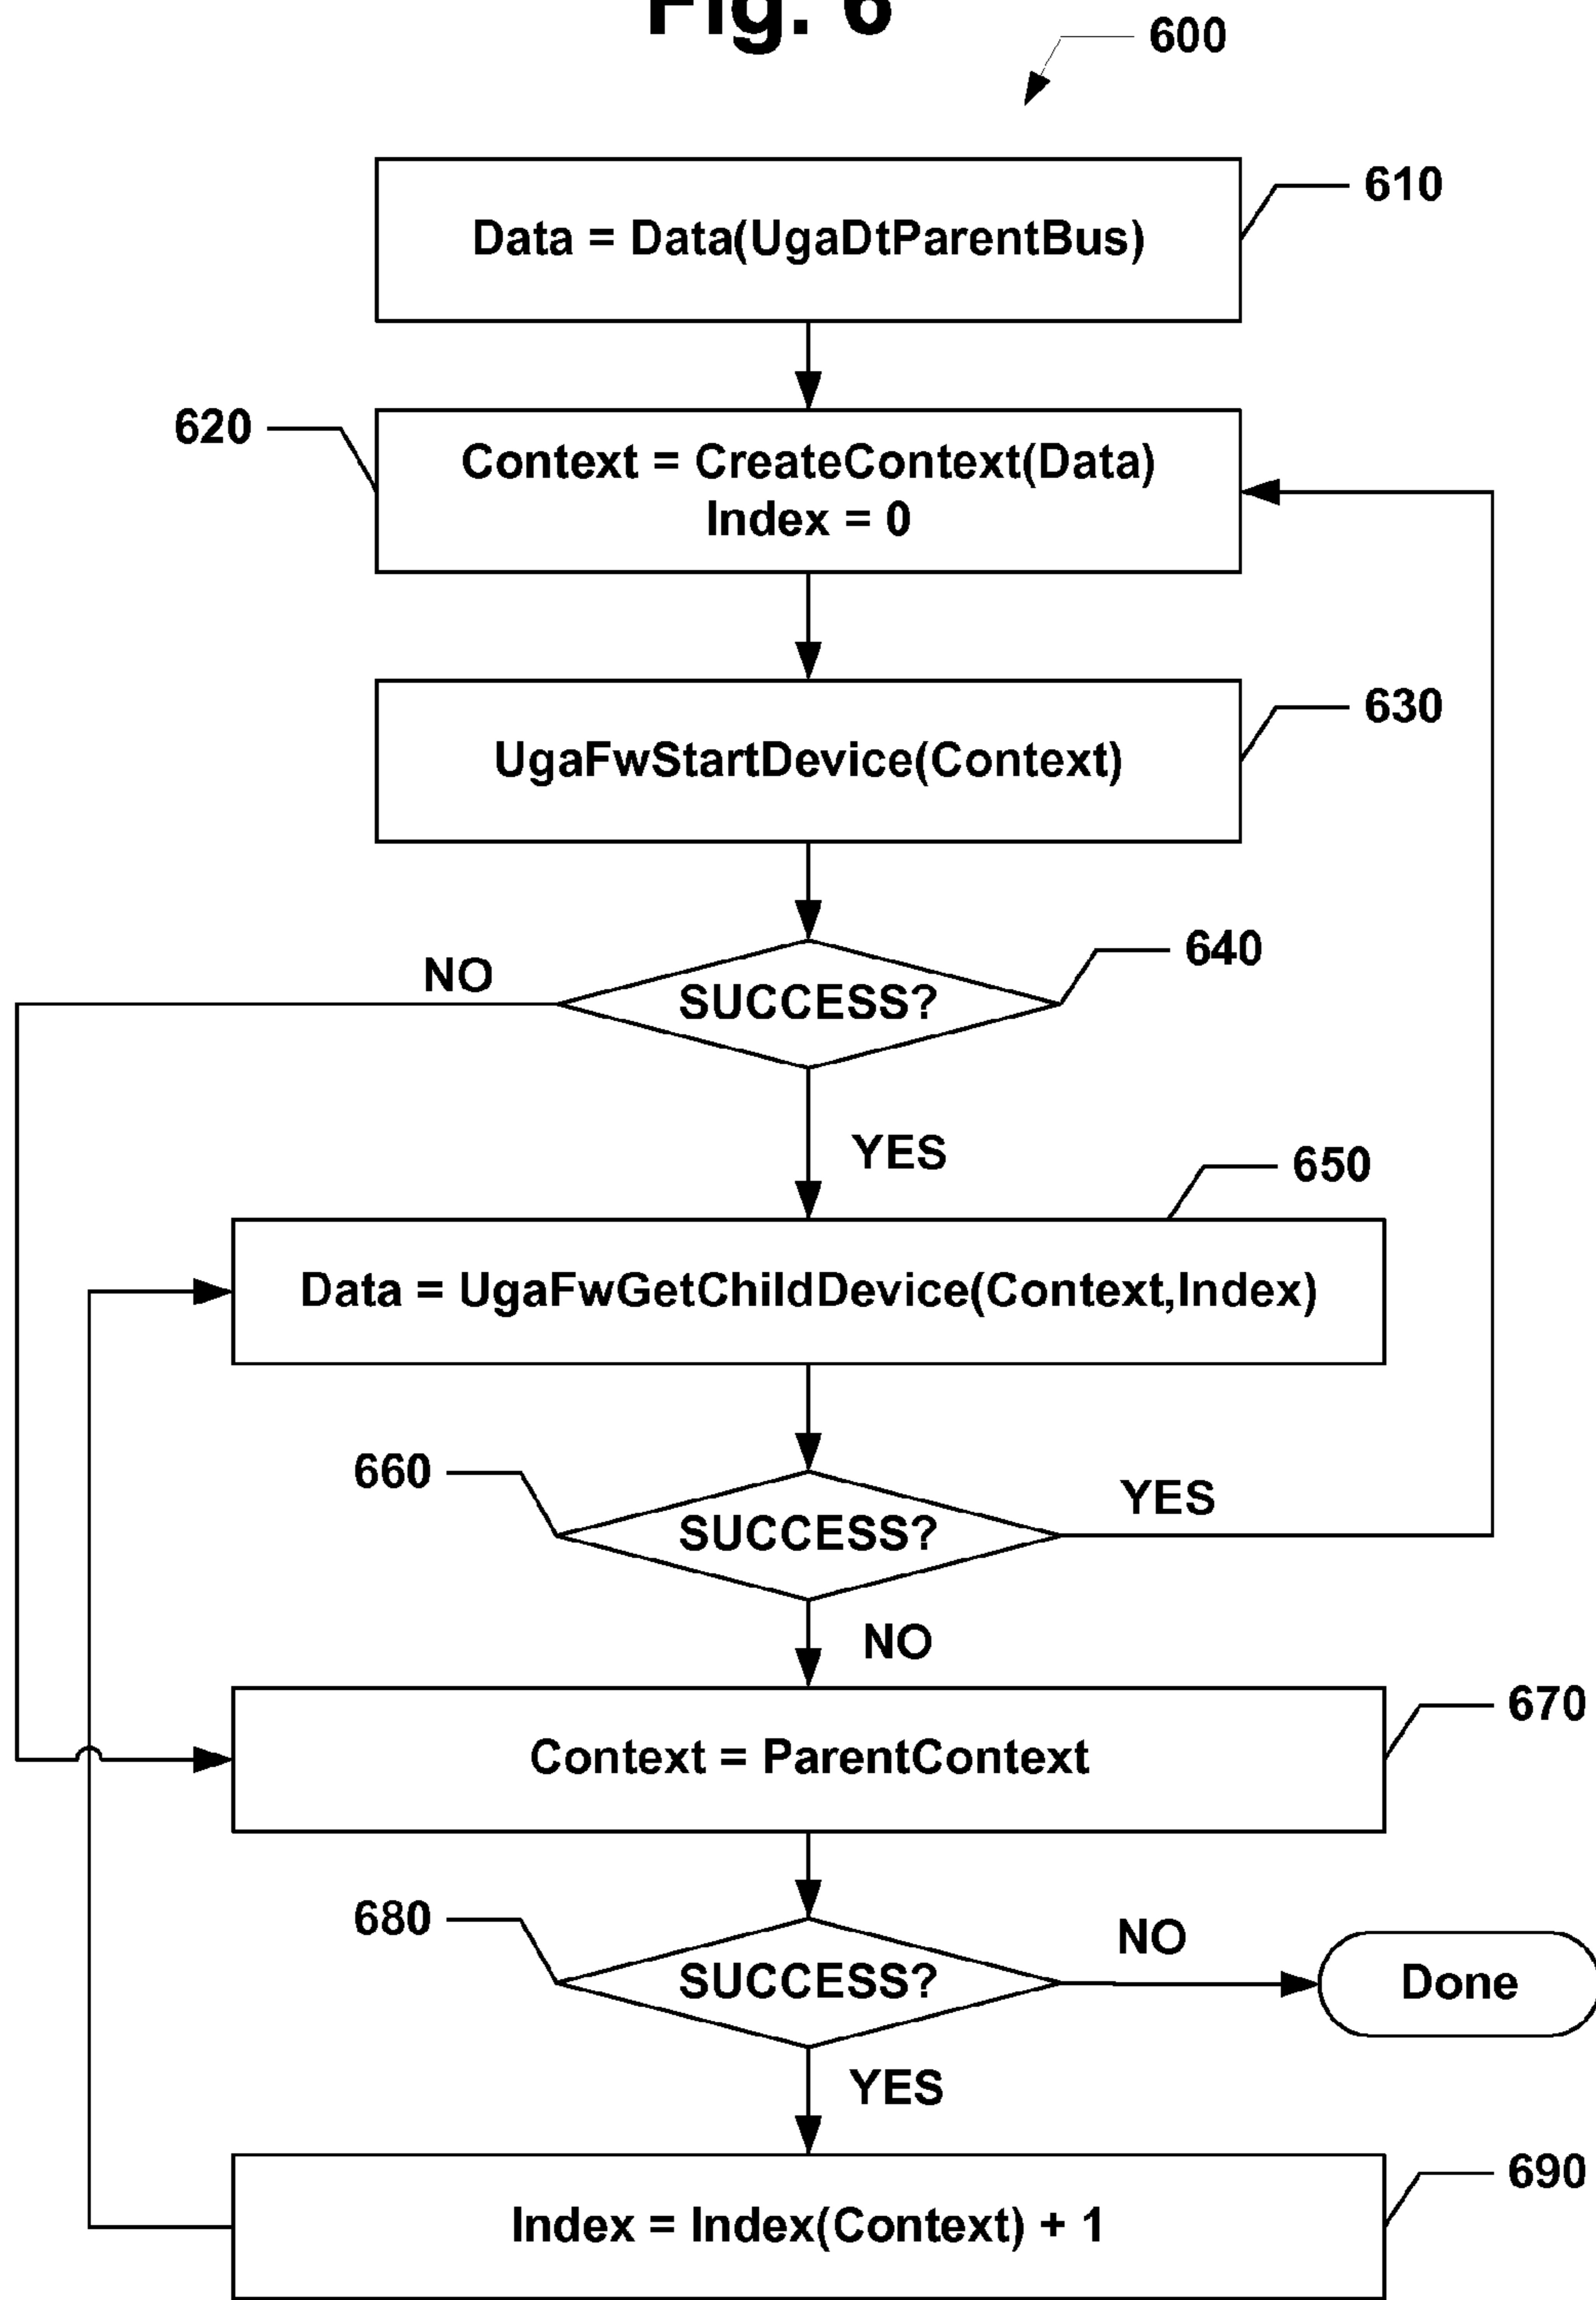 Fig. 6
600
Data = Data(UgaDtParentBus)
610
620
Context = CreateContext(Data)
Index = 0
UgaFwStartDevice(Context)
630
NO
SUCCESS?
640
YES
650
Data = UgaFwGetChildDevice(Context,Index)
660
SUCCESS?
YES
NO
Context = ParentContext
670
680
SUCCESS?
NO
Done
YES
Index = Index(Context) + 1
690